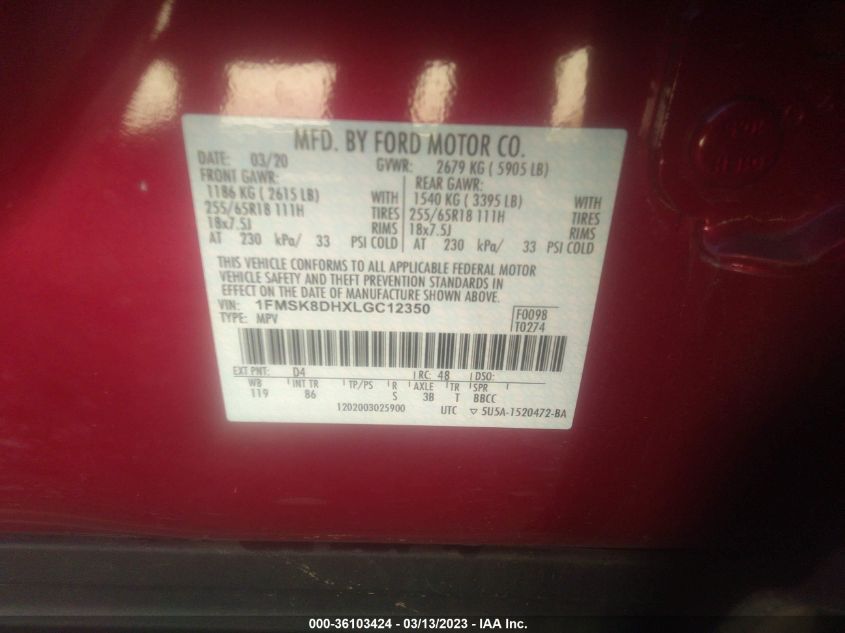 MFD. BY FORD MOTOR CO.
DATE: 03/20 GVWR: 2679 KG ( 5905 LB)
FRONT GAWR: REAR GAWR:
1186 KG ( 2615 LB) WITH 1540 KG ( 3395 LB) WITH
255/65R18 111H TIRES 255/65R18 111H TIRES
18x7.5J RIMS 18x7.5J RIMS
AT 230 kPa/ 33 PSI COLD AT 230 kPa/ 33 PSI COLD
THIS VEHICLE CONFORMS TO ALL APPLICABLE FEDERAL MOTOR
VEHICLE SAFETY AND THEFT PREVENTION STANDARDS IN
EFFECT ON THE DATE OF MANUFACTURE SHOWN ABOVE.
VIN: 1FMSK8DHXLGC12350 F0098
TYPE: MPV T0274
EXT PNT: D4 RC: 48 DSO:
WB INT TR TP/PS R AXLE TR SPR
119 86 S 3B T BBCC
1202003025900 UTC ▽ 5U5A-1520472-BA
000-36103424 - 03/13/2023 - IAA Inc.